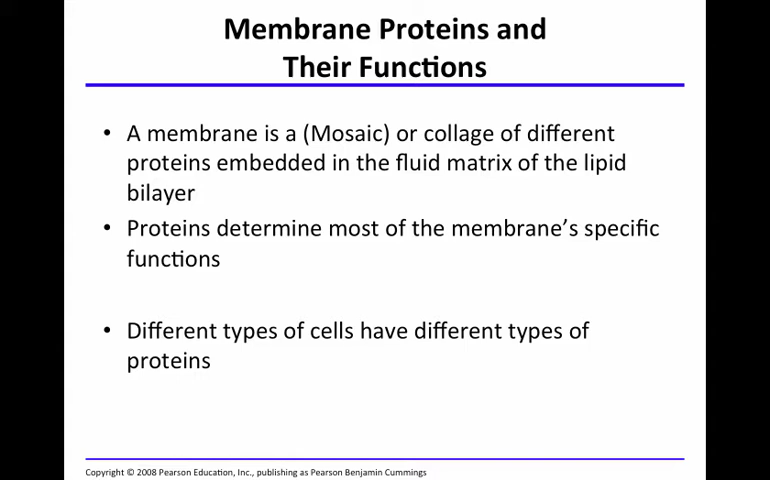 Membrane Proteins and
Their Functions
• A membrane is a (Mosaic) or collage of different
proteins embedded in the fluid matrix of the lipid
bilayer
• Proteins determine most of the membrane’s specific
functions
• Different types of cells have different types of
proteins
Copyright © 2008 Pearson Education, Inc., publishing as Pearson Benjamin Cummings